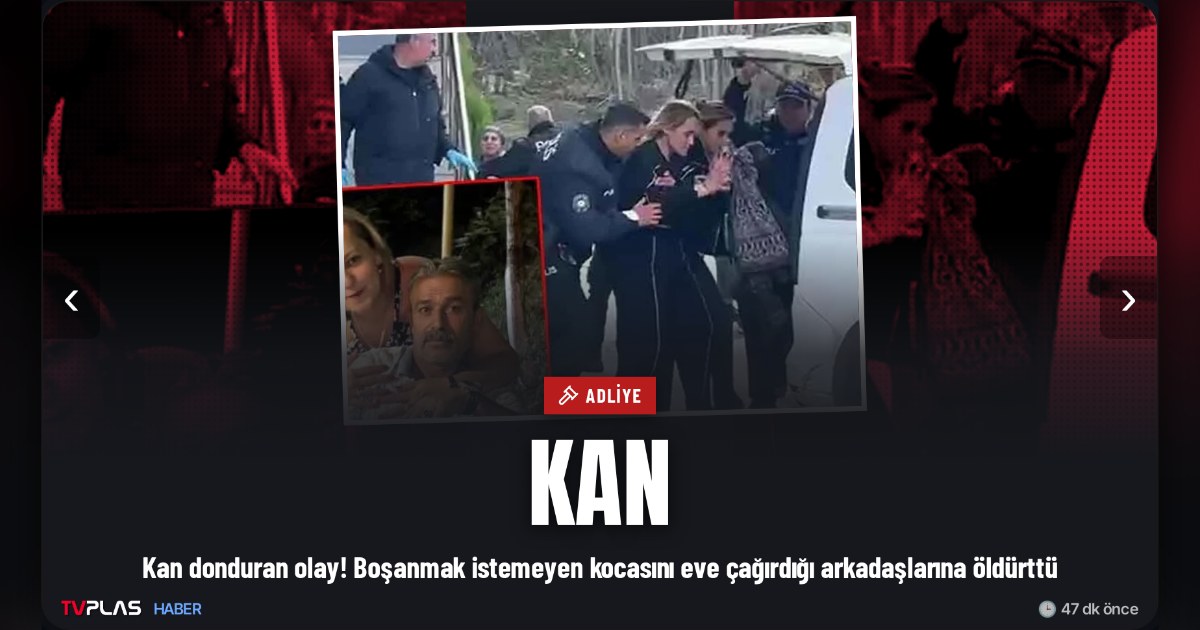 ADLİYE
KAN
Kan donduran olay! Boşanmak istemeyen kocasını eve çağırdığı arkadaşlarına öldürttü
TVPLAS HABER
47 dk önce